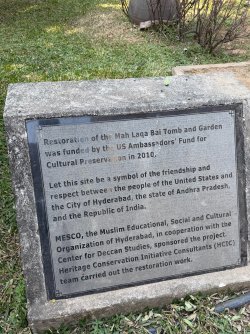 Restoration of the Mah Laqa Bai Tomb and Garden
was funded by the US Ambassadors' Fund for
Cultural Preservation in 2010.
Let this site be a symbol of the friendship and
respect between the people of the United States and
the City of Hyderabad, the state of Andhra Pradesh,
and the Republic of India.
MESCO, the Muslim Educational, Social and Cultural
Organization of Hyderabad, in cooperation with the
Center for Deccan Studies, sponsored the project.
Heritage Conservation Initiative Consultants (HCIC)
team carried out the restoration work.